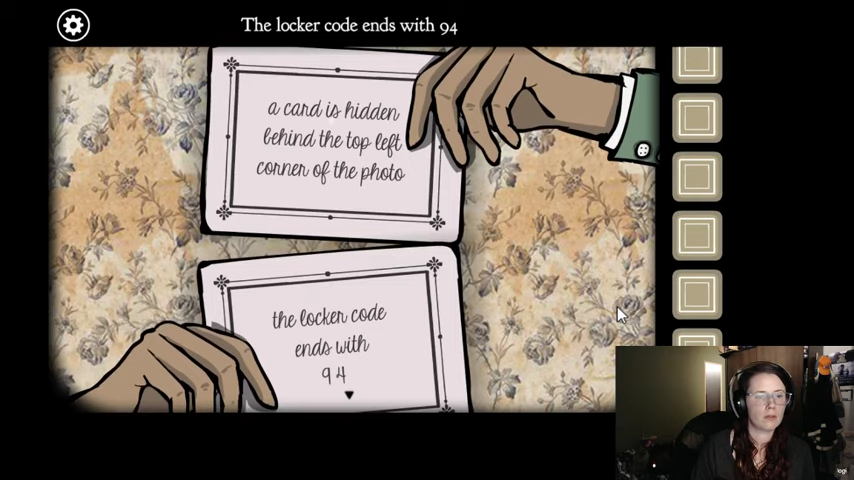 The locker code ends with 94
a card is hidden
behind the top left
corner of the photo
the locker code
ends with
94
logi